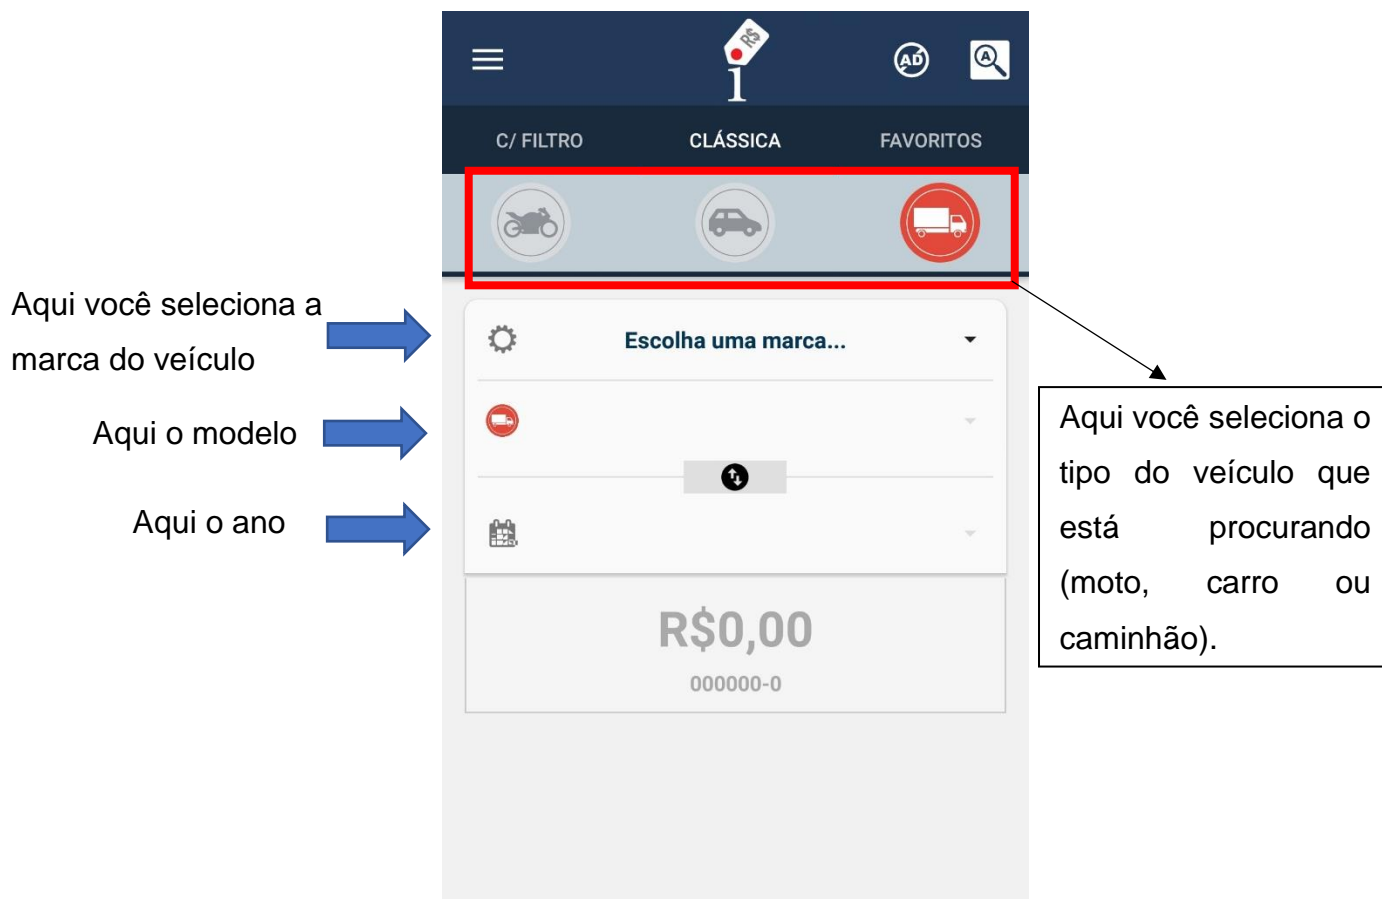 R$
i
AD
A
C/ FILTRO
CLÁSSICA
FAVORITOS
Aqui você seleciona a
marca do veículo
Escolha uma marca...
Aqui o modelo
Aqui o ano
R$0,00
000000-0
Aqui você seleciona o
tipo do veículo que
está procurando
(moto, carro ou
caminhão).